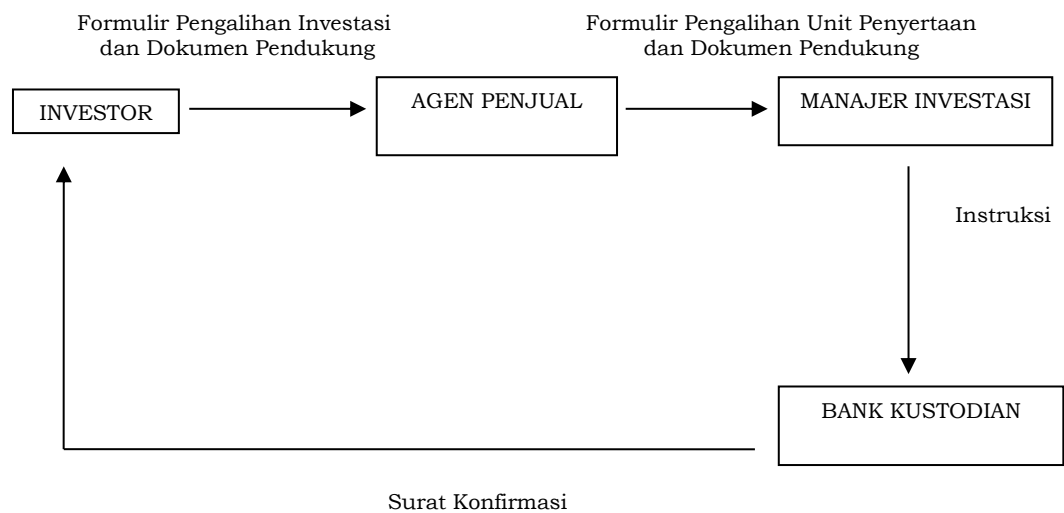 Formulir Pengalihan Investasi
dan Dokumen Pendukung
Formulir Pengalihan Unit Penyertaan
dan Dokumen Pendukung
INVESTOR
AGEN PENJUAL
MANAJER INVESTASI
Instruksi
BANK KUSTODIAN
Surat Konfirmasi